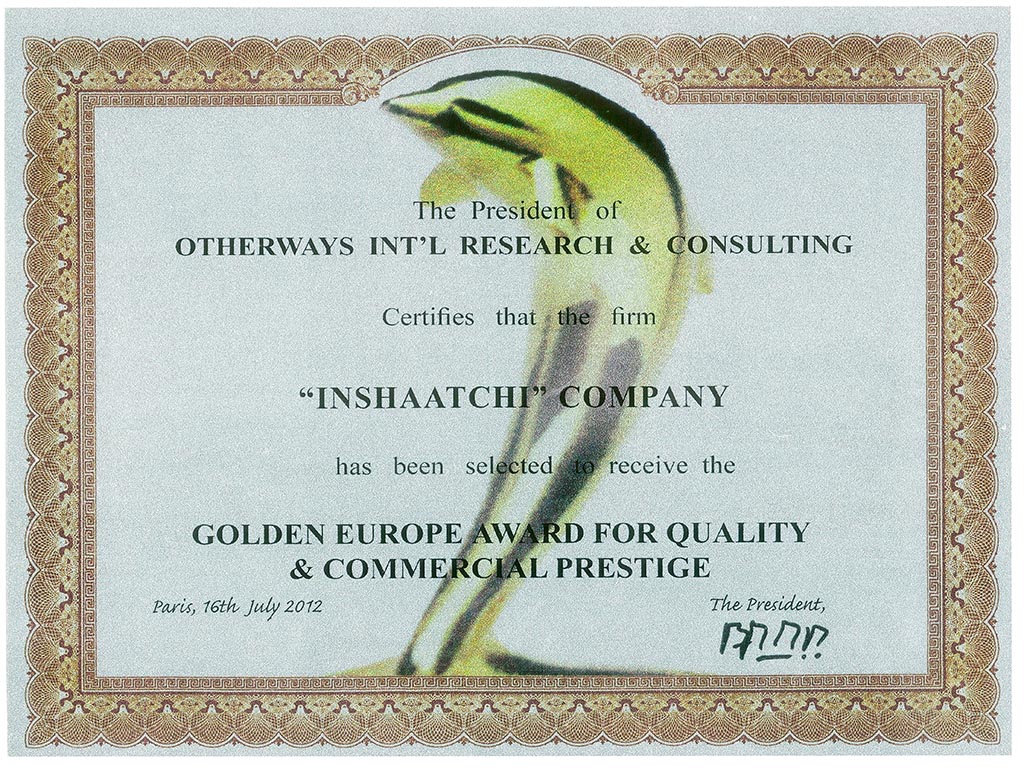 The President of
OTHERWAYS INT'L RESEARCH & CONSULTING
Certifies that the firm
“INSHAATCHI” COMPANY
has been selected to receive the
GOLDEN EUROPE AWARD FOR QUALITY
& COMMERCIAL PRESTIGE
Paris, 16th July 2012
The President,